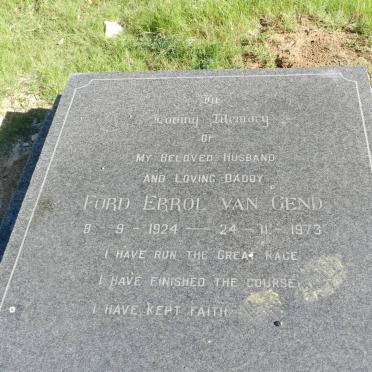 In
Loving Memory
OF
MY BELOVED HUSBAND
AND LOVING DADDY
FORD ERROL VAN GEND
8 - 9 - 1924 — 24 - 11 - 1973
I HAVE RUN THE GREAT RACE
I HAVE FINISHED THE COURSE
I HAVE KEPT FAITH